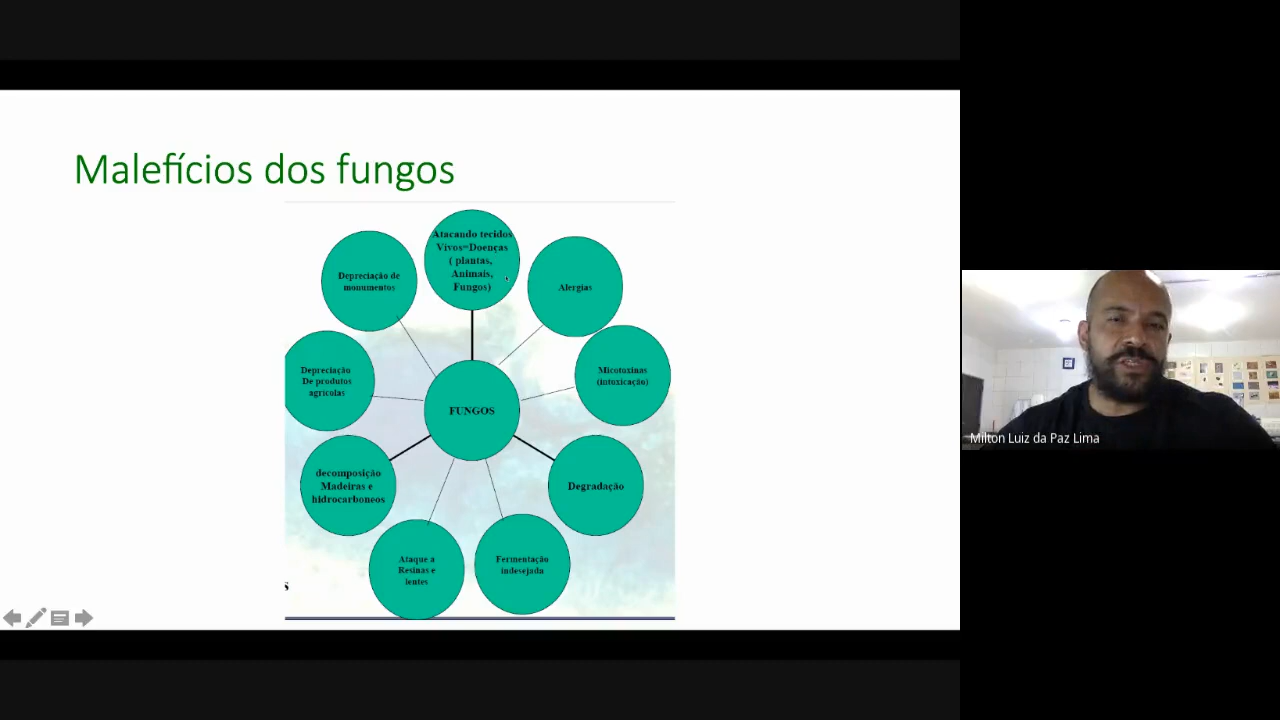 Malefícios dos fungos
Atacando tecidos
Vivos=Doenças
( plantas,
Animais,
Fungos)
Alergias
Micotoxinas
(intoxicação)
Degradação
Fermentação
indesejada
Ataque a
Resinas e
lentes
decomposição
Madeiras e
hidrocarboneos
Depreciação
De produtos
agrícolas
Depreciação de
monumentos
FUNGOS
s
Milton Luiz da Paz Lima